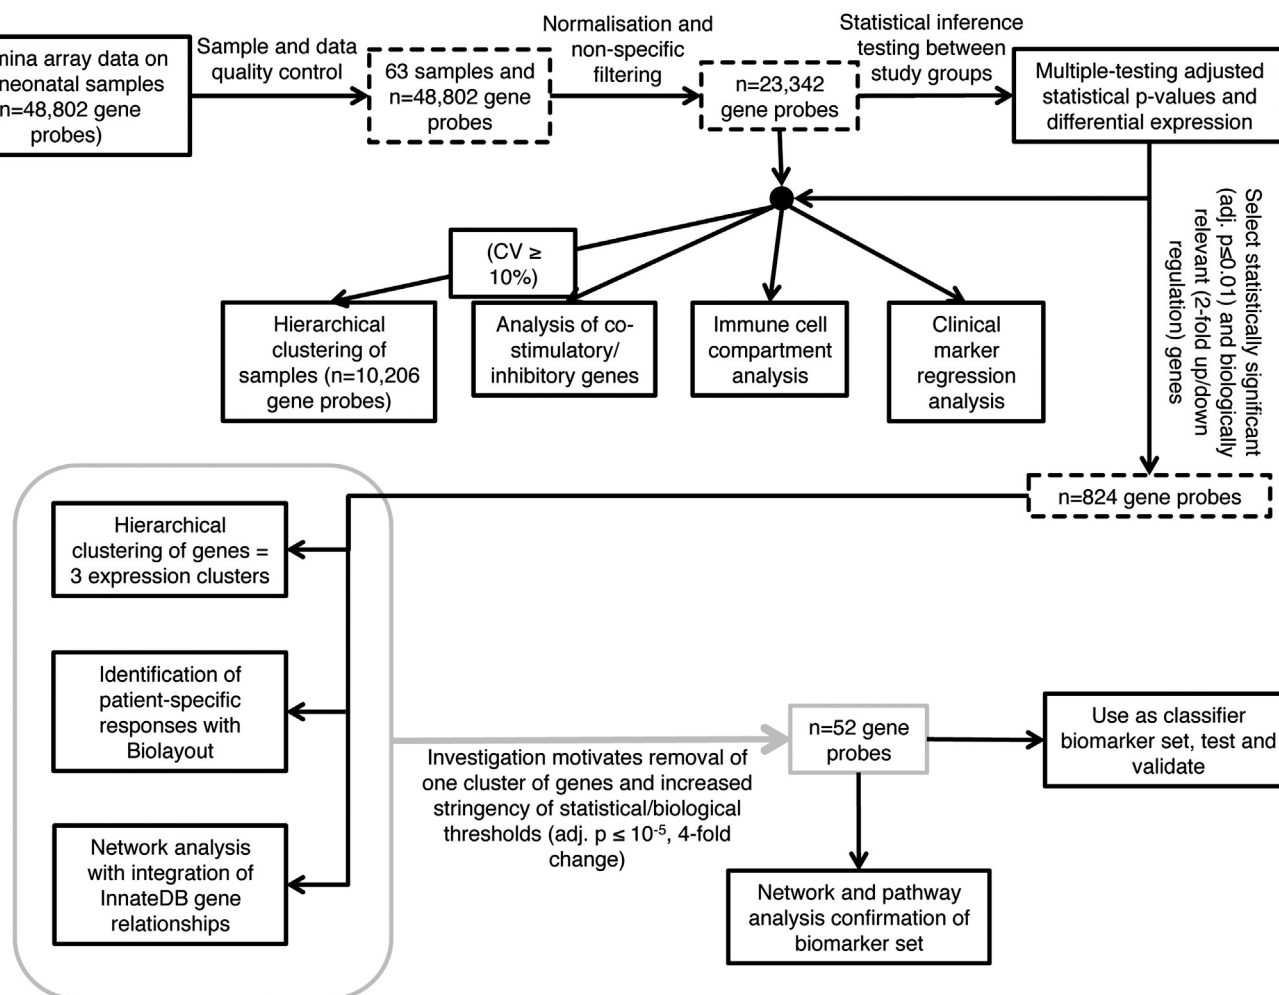 mina array data on
neonatal samples
n=48,802 gene
probes)
Sample and data
quality control
63 samples and
n=48,802 gene
probes
Normalisation and
non-specific
filtering
n=23,342
gene probes
Statistical inference
testing between
study groups
Multiple-testing adjusted
statistical p-values and
differential expression
(CV ≥
10%)
Hierarchical
clustering of
samples (n=10,206
gene probes)
Analysis of co-
stimulatory/
inhibitory genes
Immune cell
compartment
analysis
Clinical
marker
regression
analysis
Select statistically significant
(adj. p≤0.01) and biologically
relevant (2-fold up/down
regulation) genes
n=824 gene probes
Hierarchical
clustering of genes =
3 expression clusters
Identification of
patient-specific
responses with
Biolayout
Network analysis
with integration of
InnateDB gene
relationships
Investigation motivates removal of
one cluster of genes and increased
stringency of statistical/biological
thresholds (adj. p ≤ 10⁻⁵, 4-fold
change)
n=52 gene
probes
Use as classifier
biomarker set, test and
validate
Network and pathway
analysis confirmation of
biomarker set